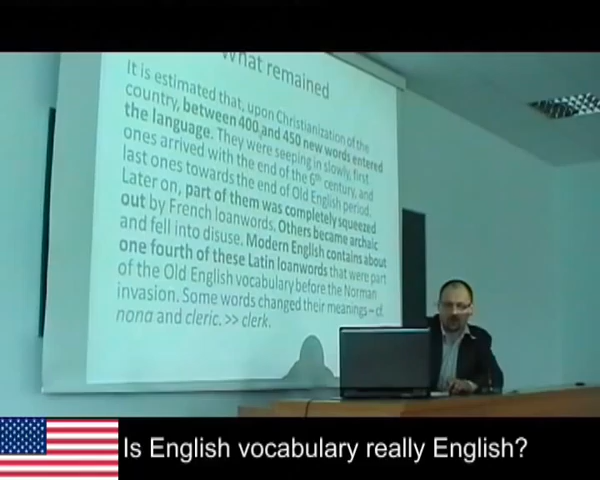 What remained
It is estimated that, upon Christianization of the
country, between 400 and 450 new words entered
the language. They were seeping in slowly, first
ones arrived with the end of the 6th century, and
last ones towards the end of Old English period.
Later on, part of them was completely squeezed
out by French loanwords. Others became archaic
and fell into disuse. Modern English contains about
one fourth of these Latin loanwords that were part
of the Old English vocabulary before the Norman
invasion. Some words changed their meanings – cf.
nona and cleric. >> clerk.
Is English vocabulary really English?